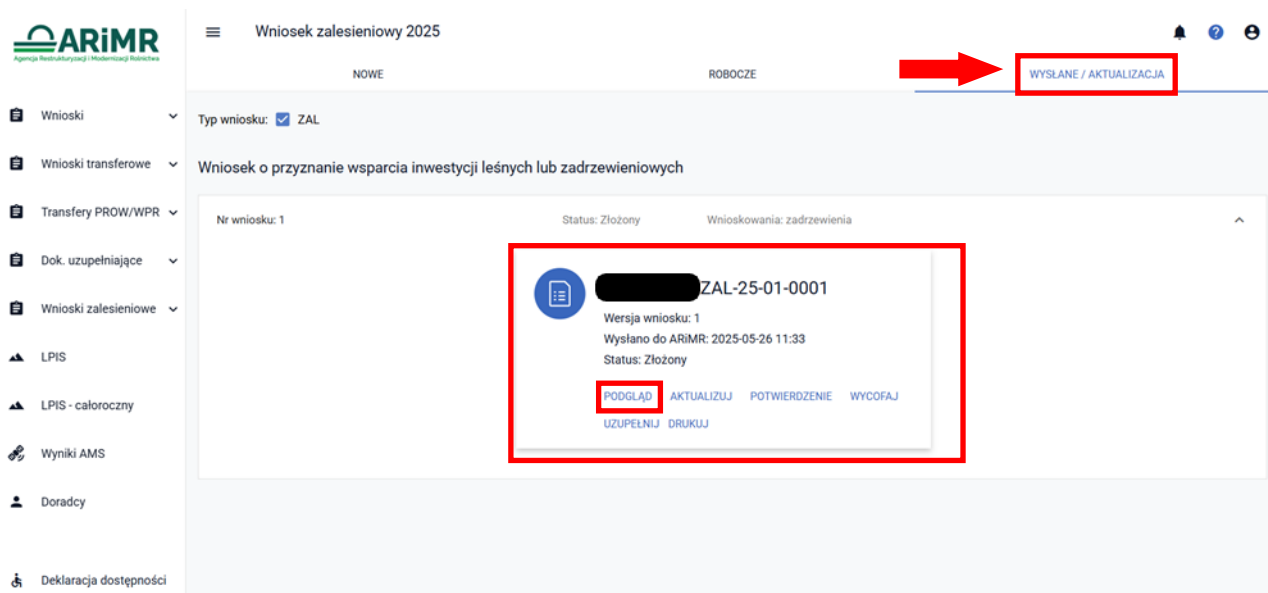 ARiMR
Agencja Restrukturyzacji i Modernizacji Rolnictwa
Wniosek zalesieniowy 2025
NOWE
ROBOCZE
WYSŁANE / AKTUALIZACJA
Wnioski
Wnioski transferowe
Transfery PROW/WPR
Dok. uzupełniające
Wnioski zalesieniowe
LPIS
LPIS - całoroczny
Wyniki AMS
Doradcy
Deklaracja dostępności
Typ wniosku: ZAL
Wniosek o przyznanie wsparcia inwestycji leśnych lub zadrzewieniowych
Nr wniosku: 1 Status: Złożony Wnioskowania: zadrzewienia
ZAL-25-01-0001
Wersja wniosku: 1
Wysłano do ARiMR: 2025-05-26 11:33
Status: Złożony
PODGLĄD AKTUALIZUJ POTWIERDZENIE WYCOFAJ
UZUPEŁNIJ DRUKUJ